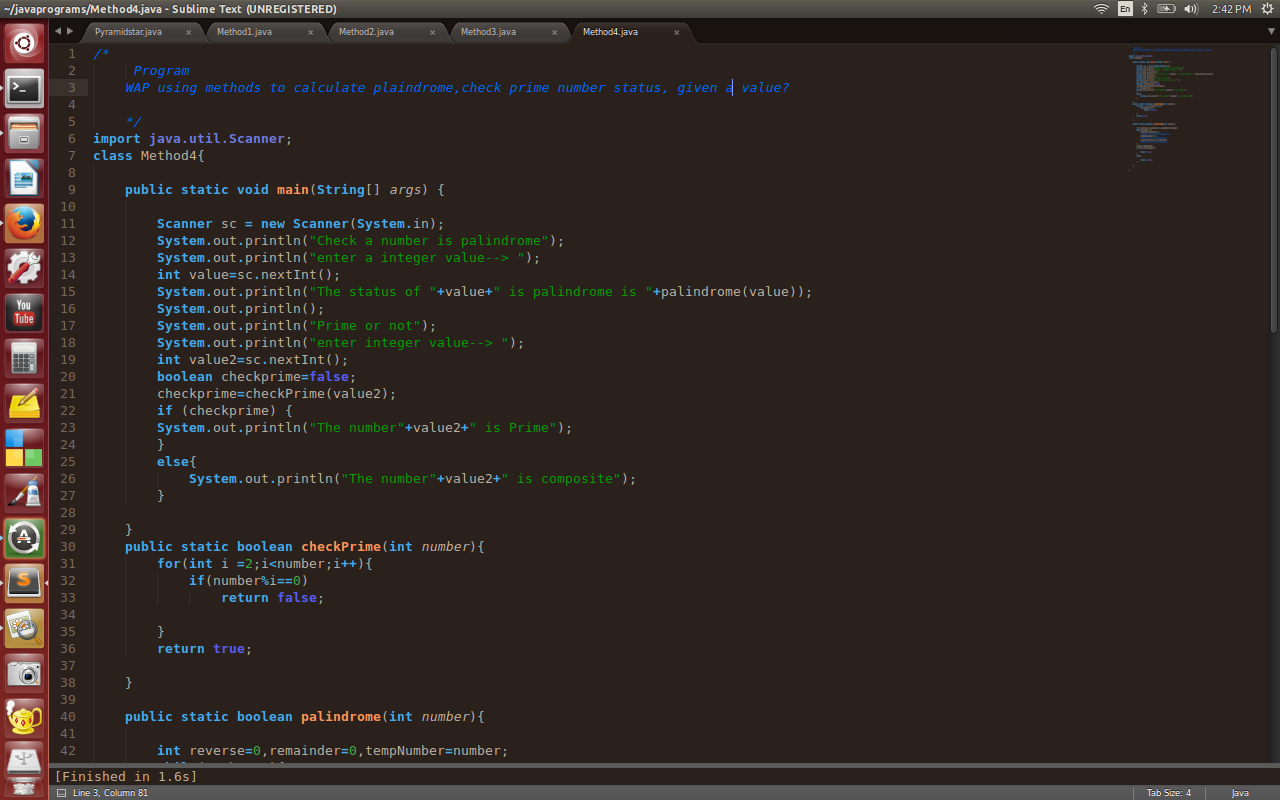 ~/javaprograms/Method4.java - Sublime Text (UNREGISTERED)
En
2:42 PM
Pyramidstar.java × Method1.java × Method2.java × Method3.java × Method4.java ×
1 /*
2 Program
3 WAP using methods to calculate plaindrome,check prime number status, given a value?
4
5 */
6 import java.util.Scanner;
7 class Method4{
8
9 public static void main(String[] args) {
10
11 Scanner sc = new Scanner(System.in);
12 System.out.println("Check a number is palindrome");
13 System.out.println("enter a integer value--> ");
14 int value=sc.nextInt();
15 System.out.println("The status of "+value+" is palindrome is "+palindrome(value));
16 System.out.println();
17 System.out.println("Prime or not");
18 System.out.println("enter integer value--> ");
19 int value2=sc.nextInt();
20 boolean checkprime=false;
21 checkprime=checkPrime(value2);
22 if (checkprime) {
23 System.out.println("The number"+value2+" is Prime");
24 }
25 else{
26 System.out.println("The number"+value2+" is composite");
27 }
28
29 }
30 public static boolean checkPrime(int number){
31 for(int i =2;i<number;i++){
32 if(number%i==0)
33 return false;
34
35 }
36 return true;
37
38 }
39
40 public static boolean palindrome(int number){
41
42 int reverse=0,remainder=0,tempNumber=number;
[Finished in 1.6s]
Line 3, Column 81
Tab Size: 4
Java
You
Tube
S
A